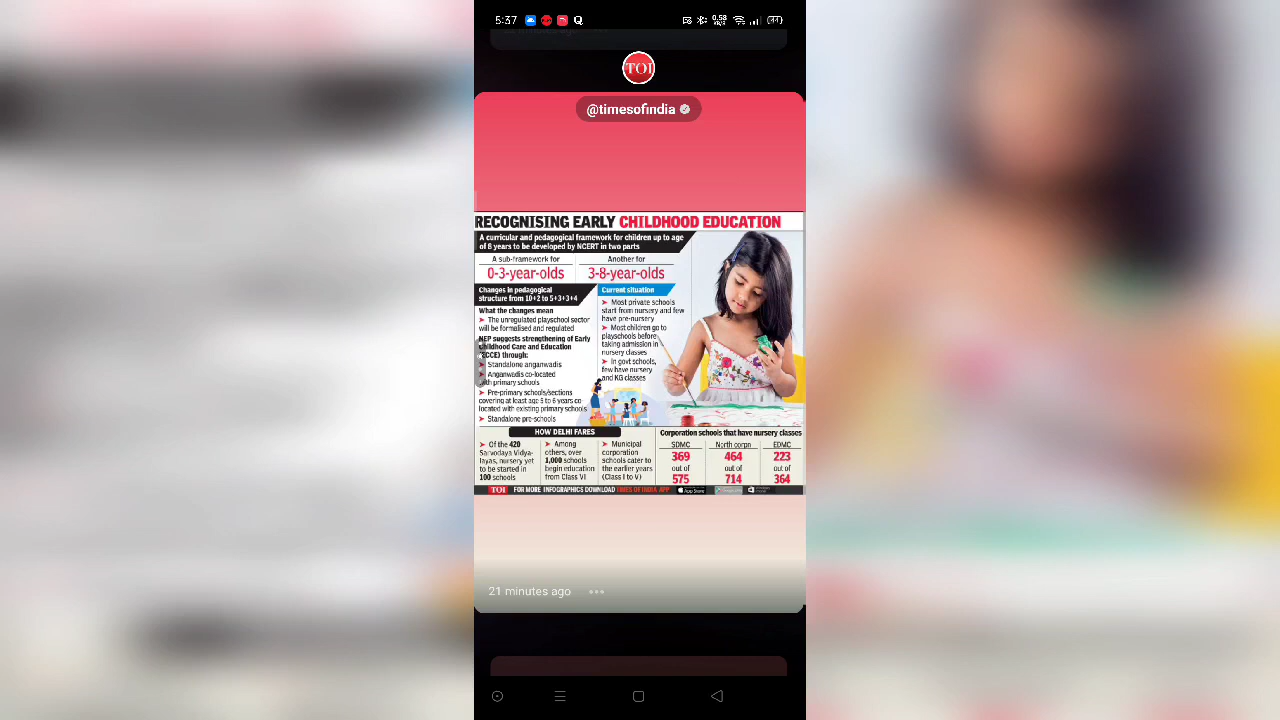 5:37
0.58
KB/s
44
TOI
@timesofindia
RECOGNISING EARLY CHILDHOOD EDUCATION
A curricular and pedagogical framework for children up to age
of 8 years to be developed by NCERT in two parts
A sub-framework for
0-3-year-olds
Another for
3-8-year-olds
Changes in pedagogical
structure from 10+2 to 5+3+3+4
What the changes mean
➤ The unregulated playschool sector
will be formalised and regulated
NEP suggests strengthening of Early
Childhood Care and Education
(ECCE) through:
➤ Standalone anganwadis
➤ Anganwadis co-located
with primary schools
➤ Pre-primary schools/sections
covering at least age 5 to 6 years co-
located with existing primary schools
➤ Standalone pre-schools
Current situation
➤ Most private schools
start from nursery and few
have pre-nursery
➤ Most children go to
playschools before
taking admission in
nursery classes
➤ In govt schools,
few have nursery
and KG classes
HOW DELHI FARES
➤ Of the 420
Sarvodaya Vidya-
layas, nursery yet
to be started in
100 schools
➤ Among
others, over
1,000 schools
begin education
from Class VI
➤ Municipal
corporation
schools cater to
the earlier years
(Class I to V)
Corporation schools that have nursery classes
SDMC
369
out of
575
North corpn
464
out of
714
EDMC
223
out of
364
TOI FOR MORE INFOGRAPHICS DOWNLOAD TIMES OF INDIA APP
App Store
21 minutes ago